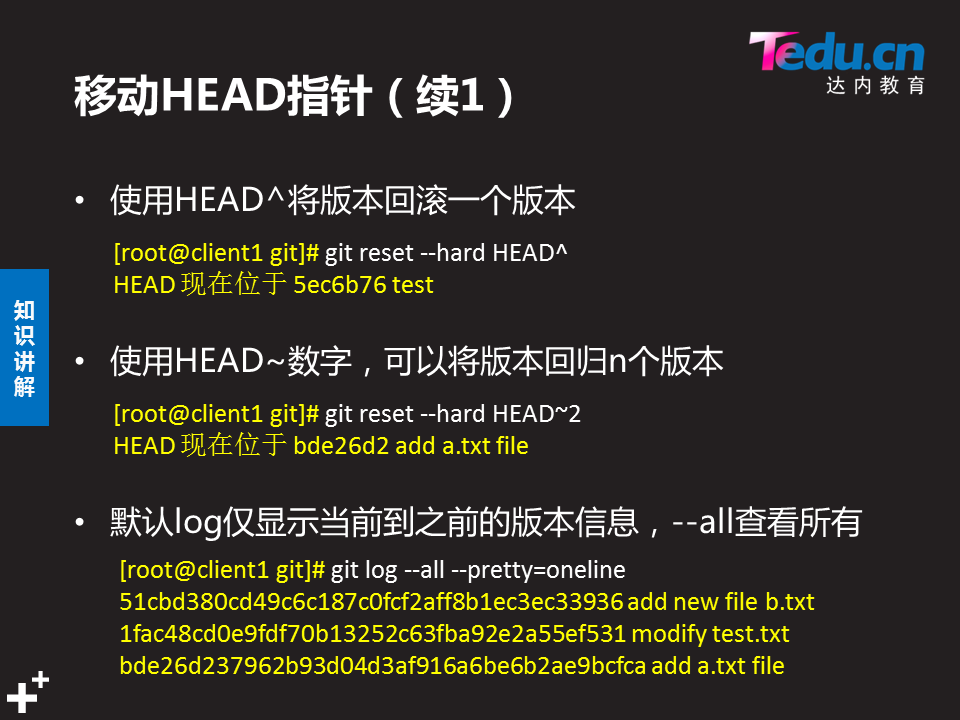 Tedu.cn
达内教育
移动HEAD指针（续1）
• 使用HEAD^将版本回滚一个版本
[root@client1 git]# git reset --hard HEAD^
HEAD 现在位于 5ec6b76 test
知识讲解
• 使用HEAD~数字，可以将版本回归n个版本
[root@client1 git]# git reset --hard HEAD~2
HEAD 现在位于 bde26d2 add a.txt file
• 默认log仅显示当前到之前的版本信息，--all查看所有
[root@client1 git]# git log --all --pretty=oneline
51cbd380cd49c6c187c0fcf2aff8b1ec3ec33936 add new file b.txt
1fac48cd0e9fdf70b13252c63fba92e2a55ef531 modify test.txt
bde26d237962b93d04d3af916a6be6b2ae9bcfca add a.txt file